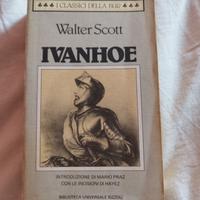 I CLASSICI DELLA BUR
Walter Scott
IVANHOE
INTRODUZIONE DI MARIO PRAZ
CON LE INCISIONI DI HAYEZ
BIBLIOTECA UNIVERSALE RIZZOLI